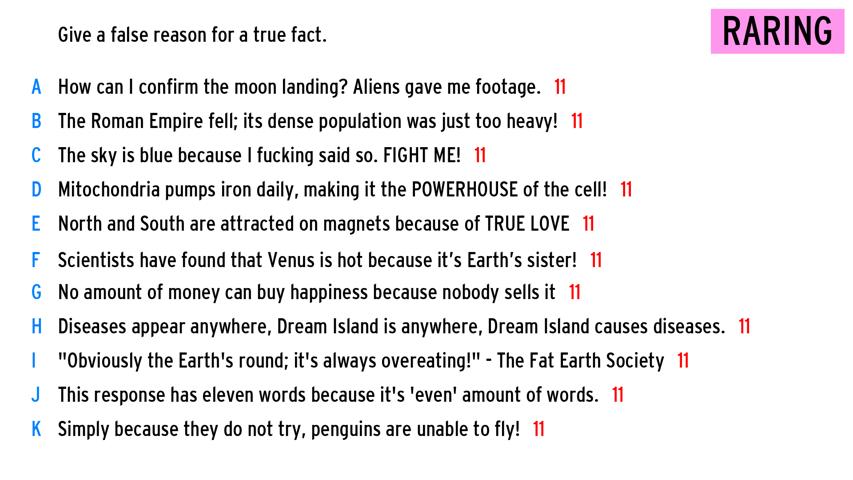 Give a false reason for a true fact.
RARING
A How can I confirm the moon landing? Aliens gave me footage. 11
B The Roman Empire fell; its dense population was just too heavy! 11
C The sky is blue because I fucking said so. FIGHT ME! 11
D Mitochondria pumps iron daily, making it the POWERHOUSE of the cell! 11
E North and South are attracted on magnets because of TRUE LOVE 11
F Scientists have found that Venus is hot because it’s Earth’s sister! 11
G No amount of money can buy happiness because nobody sells it 11
H Diseases appear anywhere, Dream Island is anywhere, Dream Island causes diseases. 11
I "Obviously the Earth's round; it's always overeating!" - The Fat Earth Society 11
J This response has eleven words because it's 'even' amount of words. 11
K Simply because they do not try, penguins are unable to fly! 11